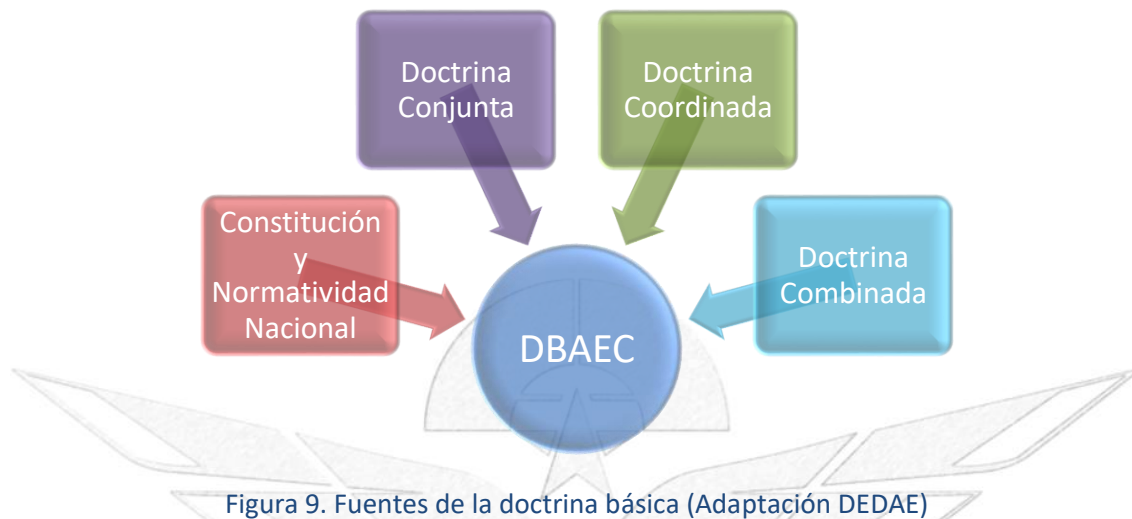 Doctrina
Conjunta
Doctrina
Coordinada
Constitución
y
Normatividad
Nacional
Doctrina
Combinada
DBAEC
Figura 9. Fuentes de la doctrina básica (Adaptación DEDAE)